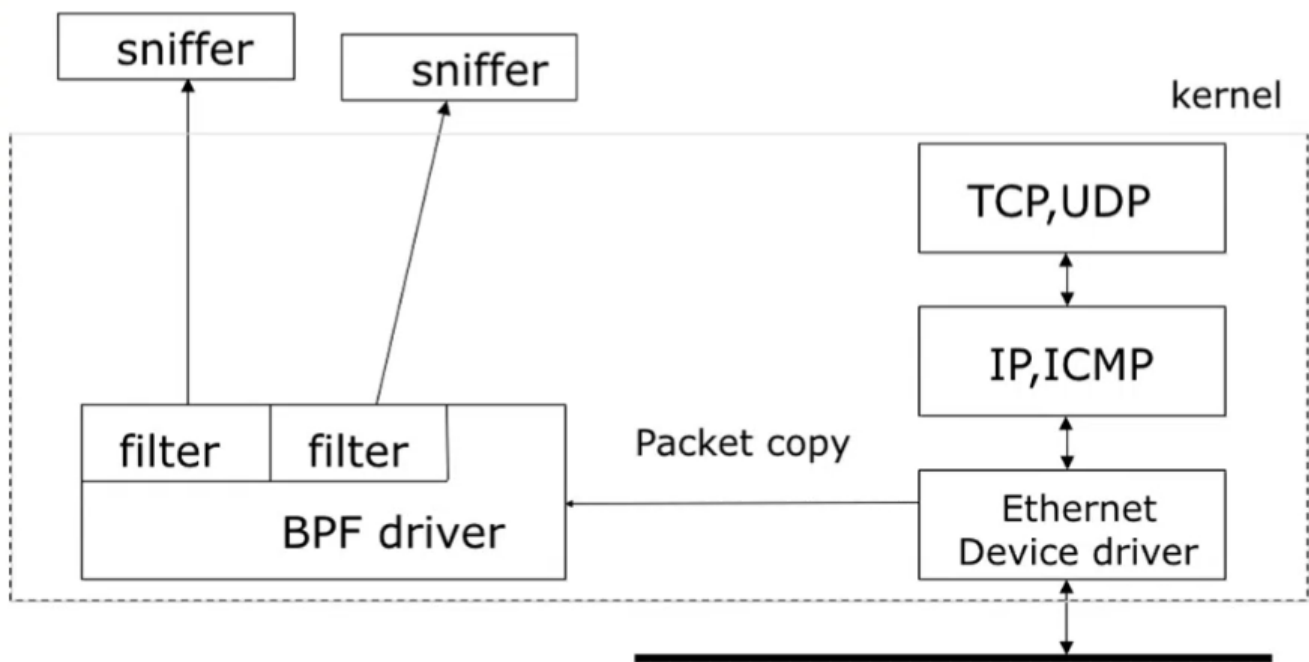 sniffer
sniffer
kernel
TCP,UDP
IP,ICMP
filter
filter
Packet copy
BPF driver
Ethernet
Device driver